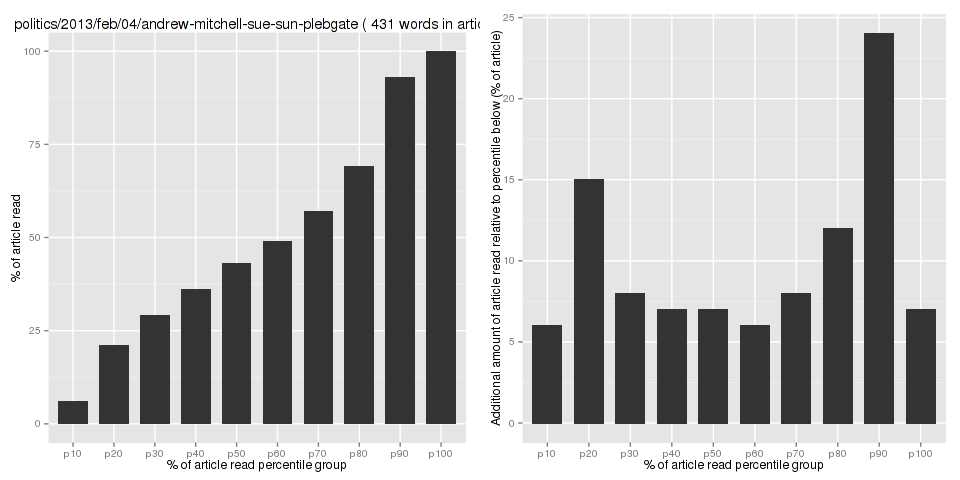 politics/2013/feb/04/andrew-mitchell-sue-sun-plebgate ( 431 words in artic
% of article read
100
75
50
25
0
p10 p20 p30 p40 p50 p60 p70 p80 p90 p100
% of article read percentile group
Additional amount of article read relative to percentile below (% of article)
25
20
15
10
5
0
p10 p20 p30 p40 p50 p60 p70 p80 p90 p100
% of article read percentile group